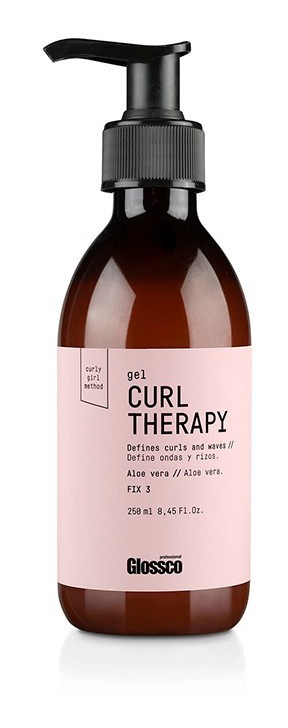 curly
girl
method
gel
CURL
THERAPY
Defines curls and waves //
Define ondas y rizos.
Aloe vera // Aloe vera.
FIX 3
250 ml 8,45 Fl.Oz.
professional
Glossco